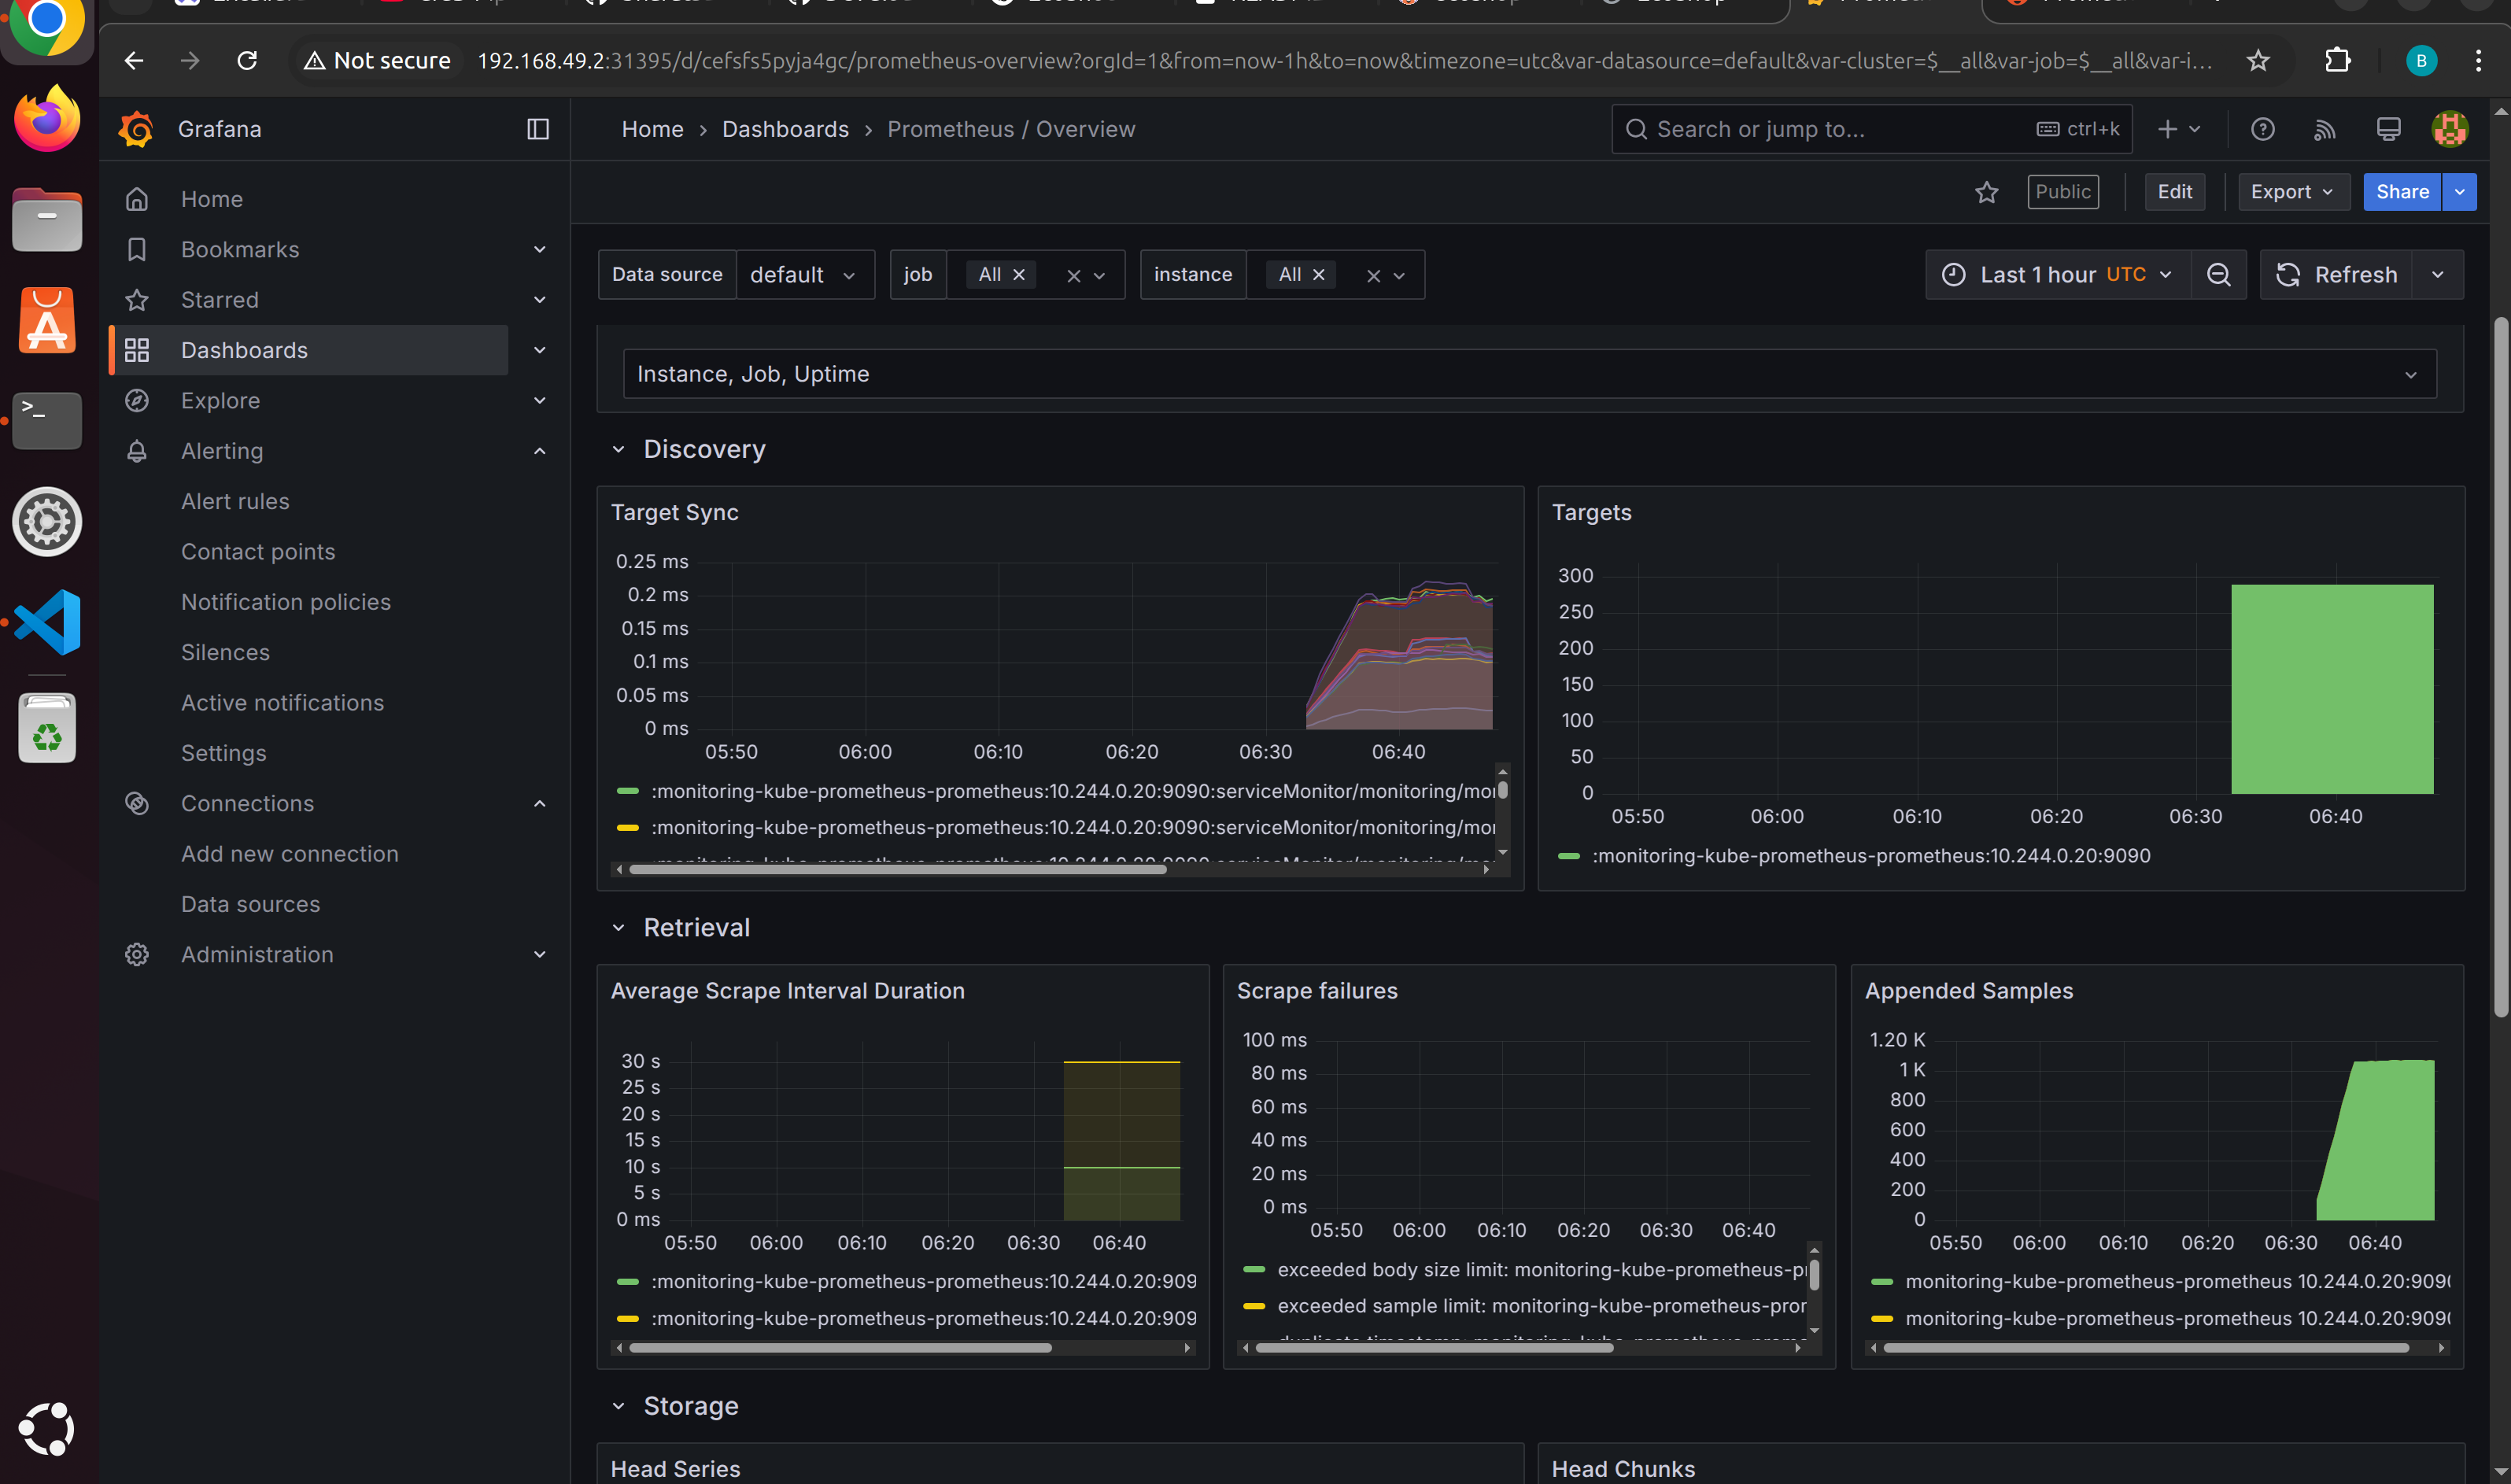 Not secure 192.168.49.2:31395/d/cefsfs5pyja4gc/prometheus-overview?orgId=1&from=now-1h&to=now&timezone=utc&var-datasource=default&var-cluster=$__all&var-job=$__all&var-i...
B
Grafana
Home › Dashboards › Prometheus / Overview
Search or jump to...
ctrl+k
Public
Edit
Export
Share
Home
Bookmarks
Starred
Dashboards
Explore
Alerting
Alert rules
Contact points
Notification policies
Silences
Active notifications
Settings
Connections
Add new connection
Data sources
Administration
Data source default
job All
instance All
Last 1 hour UTC
Refresh
Instance, Job, Uptime
Discovery
Target Sync
0.25 ms
0.2 ms
0.15 ms
0.1 ms
0.05 ms
0 ms
05:50 06:00 06:10 06:20 06:30 06:40
:monitoring-kube-prometheus-prometheus:10.244.0.20:9090:serviceMonitor/monitoring/mo
:monitoring-kube-prometheus-prometheus:10.244.0.20:9090:serviceMonitor/monitoring/mo
Targets
300
250
200
150
100
50
0
05:50 06:00 06:10 06:20 06:30 06:40
:monitoring-kube-prometheus-prometheus:10.244.0.20:9090
Retrieval
Average Scrape Interval Duration
30 s
25 s
20 s
15 s
10 s
5 s
0 ms
05:50 06:00 06:10 06:20 06:30 06:40
:monitoring-kube-prometheus-prometheus:10.244.0.20:909
:monitoring-kube-prometheus-prometheus:10.244.0.20:909
Scrape failures
100 ms
80 ms
60 ms
40 ms
20 ms
0 ms
05:50 06:00 06:10 06:20 06:30 06:40
exceeded body size limit: monitoring-kube-prometheus-p
exceeded sample limit: monitoring-kube-prometheus-pro
Appended Samples
1.20 K
1 K
800
600
400
200
0
05:50 06:00 06:10 06:20 06:30 06:40
monitoring-kube-prometheus-prometheus 10.244.0.20:909
monitoring-kube-prometheus-prometheus 10.244.0.20:909
Storage
Head Series
Head Chunks